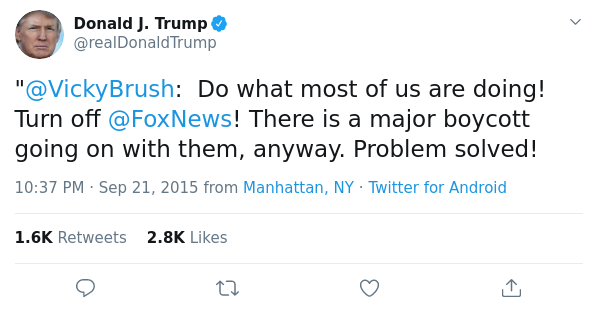 Donald J. Trump
@realDonaldTrump
"@VickyBrush:  Do what most of us are doing!
Turn off @FoxNews! There is a major boycott
going on with them, anyway. Problem solved!
10:37 PM · Sep 21, 2015 from Manhattan, NY · Twitter for Android
1.6K Retweets 2.8K Likes